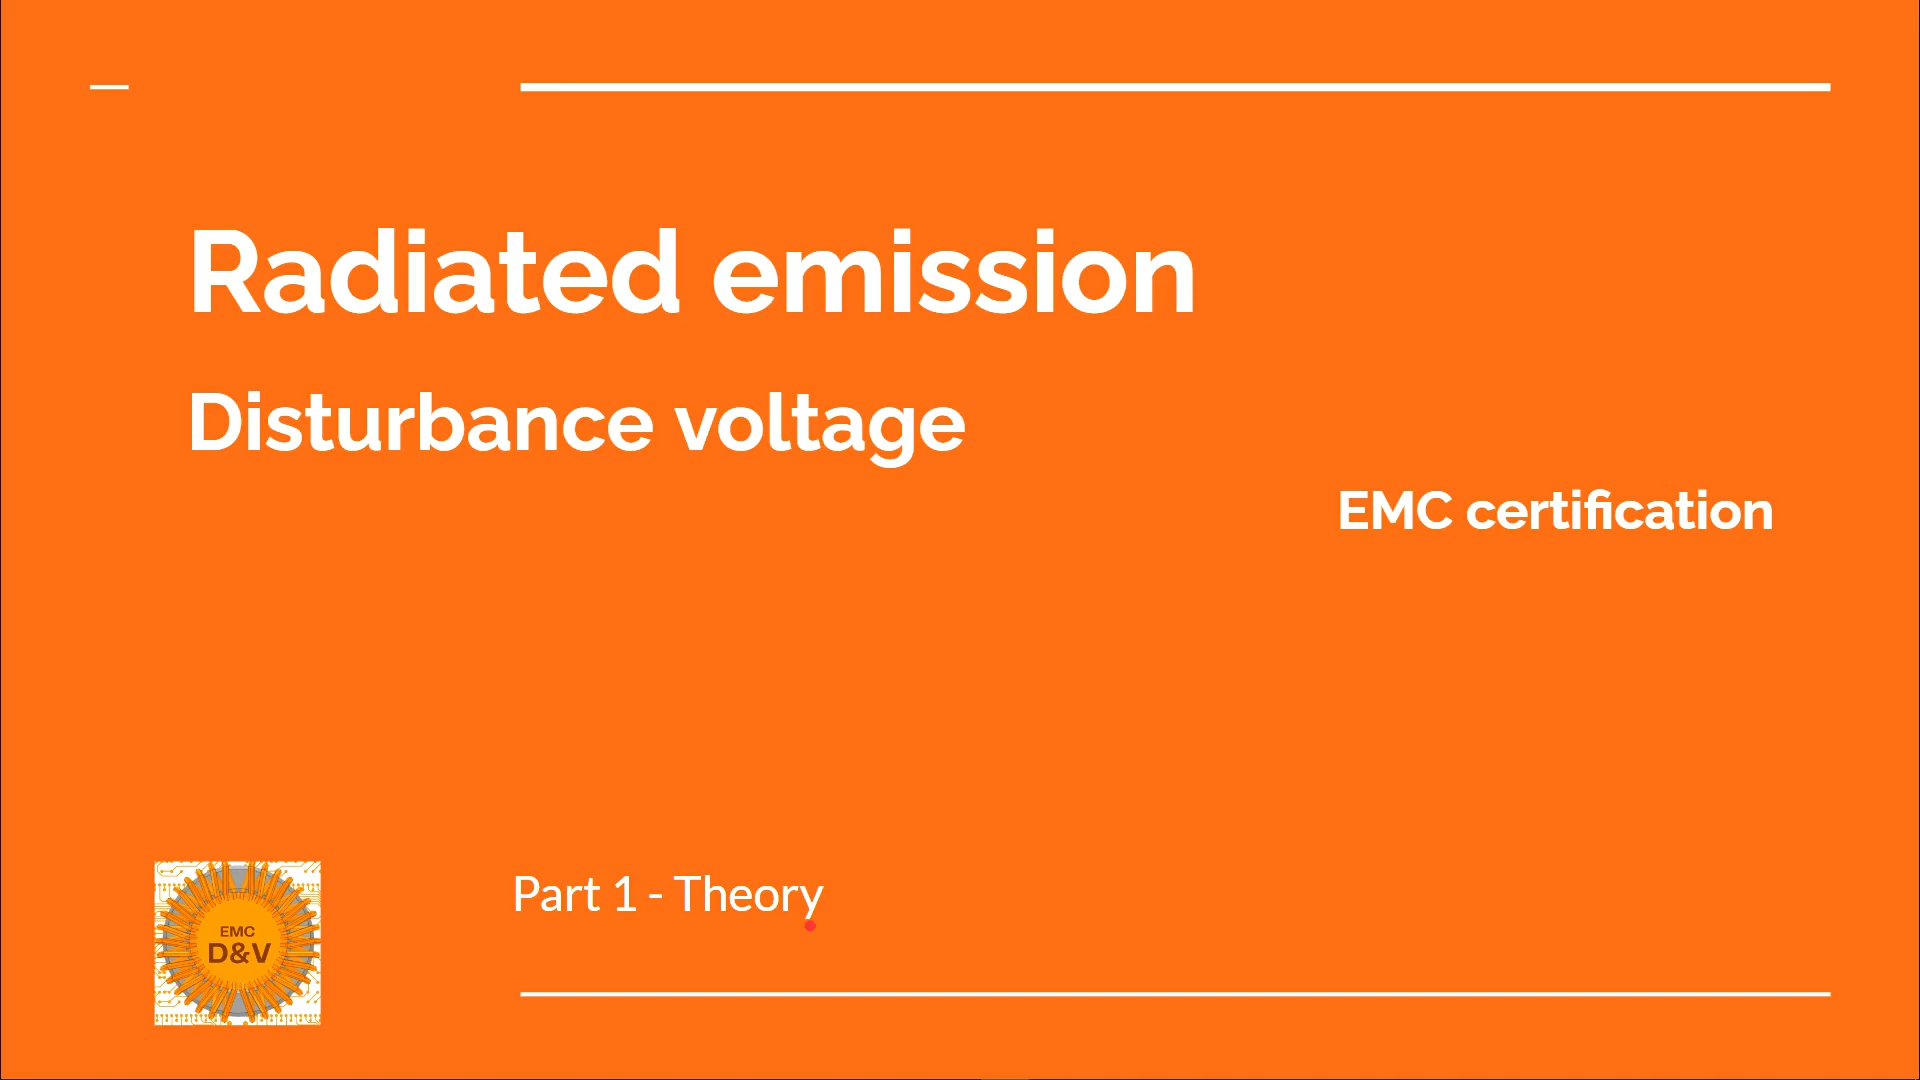 Radiated emission
Disturbance voltage
EMC certification
Part 1 - Theory
EMC
D&V